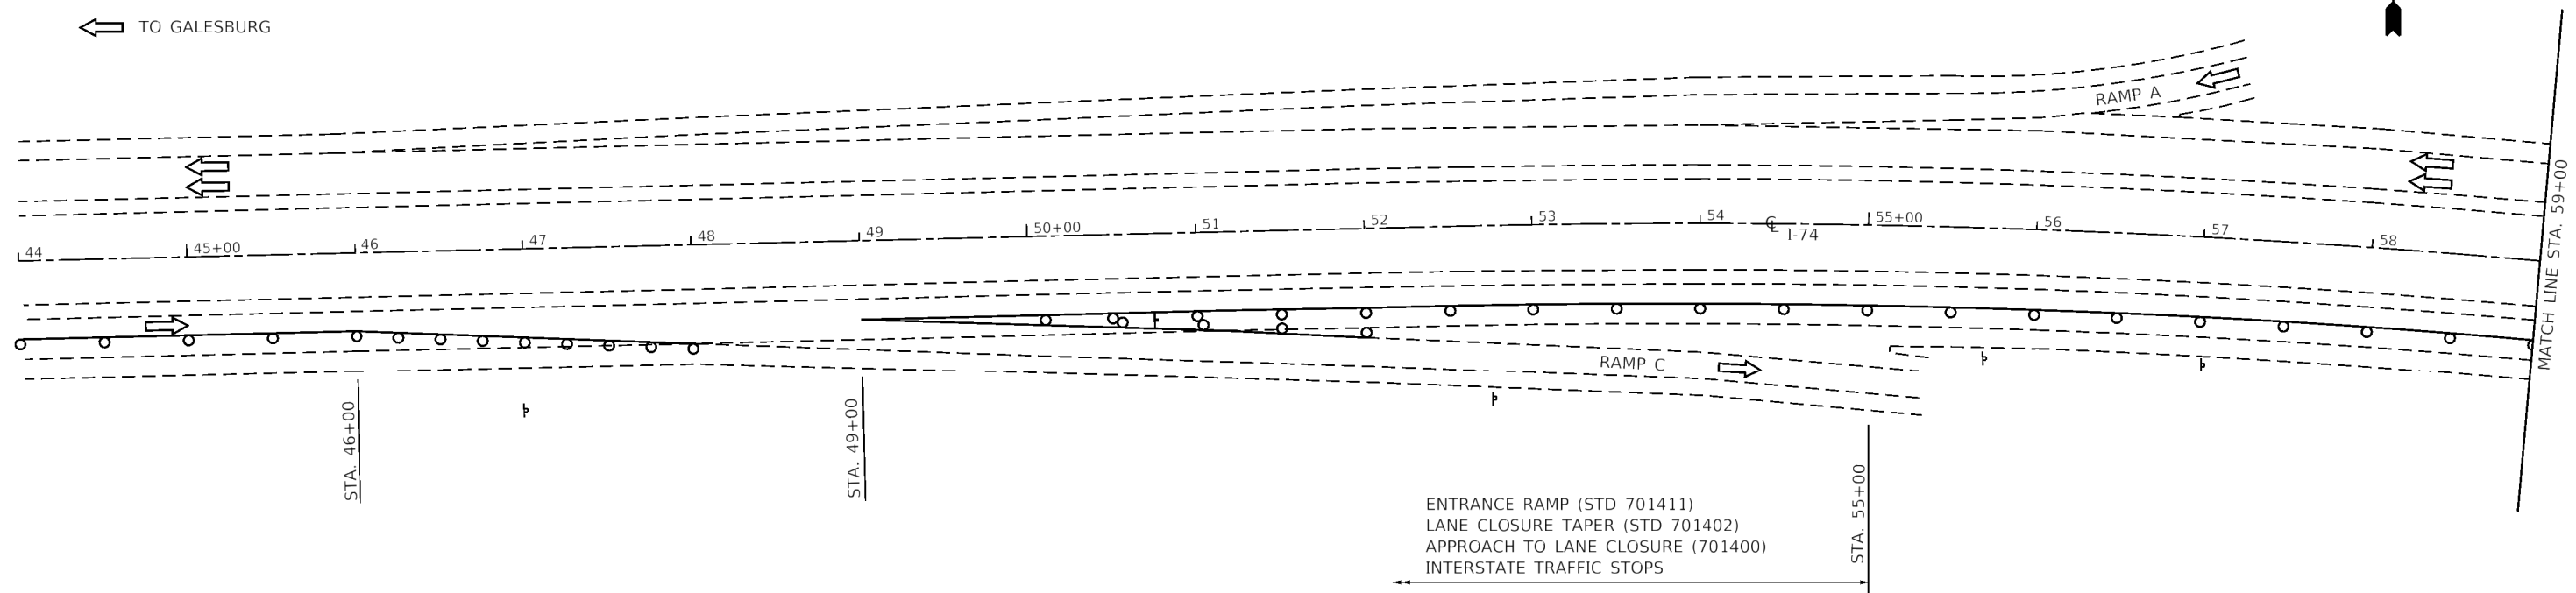 TO GALESBURG
RAMP A
44
45+00
46
47
48
49
50+00
51
52
53
54
℄ I-74
55+00
56
57
58
MATCH LINE STA. 59+00
RAMP C
STA. 46+00
STA. 49+00
STA. 55+00
ENTRANCE RAMP (STD 701411)
LANE CLOSURE TAPER (STD 701402)
APPROACH TO LANE CLOSURE (701400)
INTERSTATE TRAFFIC STOPS